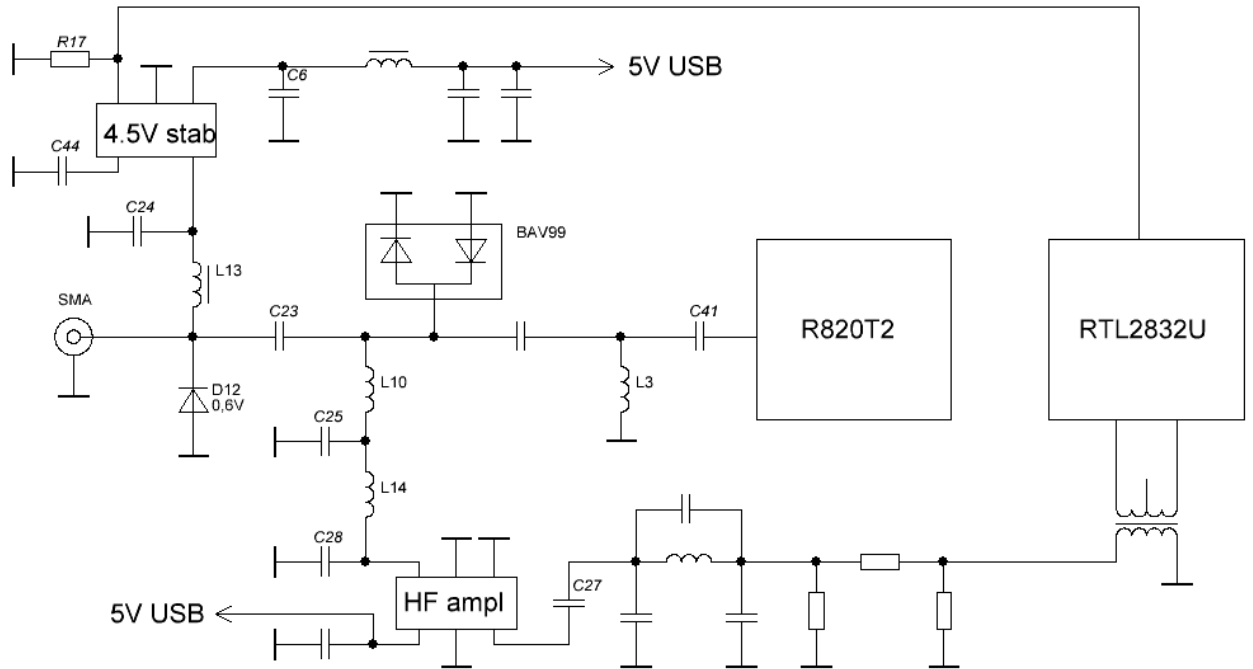 R17
C6
5V USB
4.5V stab
C44
C24
BAV99
L13
SMA
C23
C41
R820T2
RTL2832U
L10
L3
D12
0,6V
C25
L14
C28
C27
HF ampl
5V USB